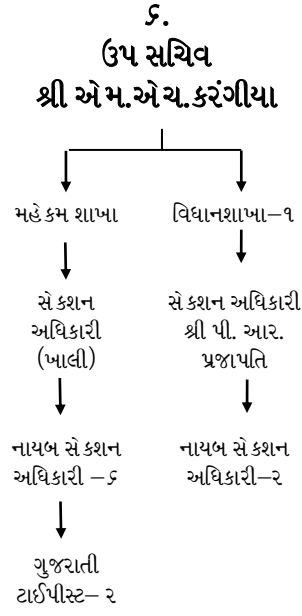 ૬.
ઉપ સચિવ
શ્રી એમ.એચ.કરંગીયા
મહેકમ શાખા
સેકશન
અધિકારી
(ખાલી)
નાયબ સેકશન
અધિકારી –૬
ગુજરાતી
ટાઈપીસ્ટ– ૨
વિધાનશાખા–૧
સેકશન અધિકારી
શ્રી પી. આર.
પ્રજાપતિ
નાયબ સેકશન
અધિકારી–૨